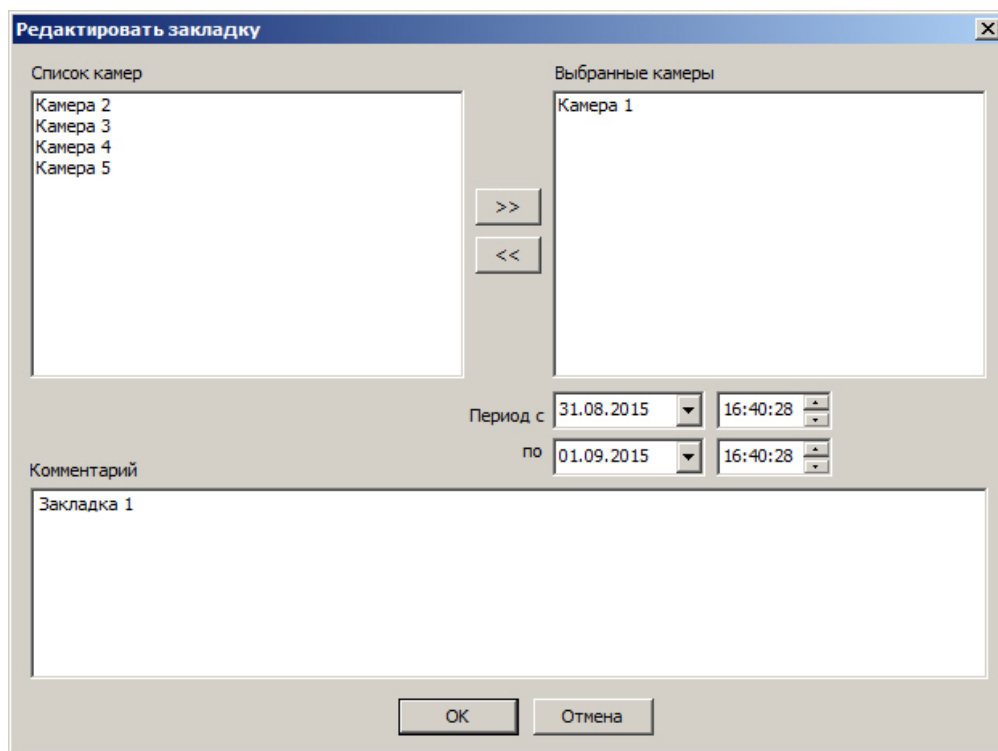 Редактировать закладку
Список камер
Выбранные камеры
Камера 2
Камера 3
Камера 4
Камера 5
Камера 1
>>
<<
Период с 31.08.2015 16:40:28
по 01.09.2015 16:40:28
Комментарий
Закладка 1
OK
Отмена